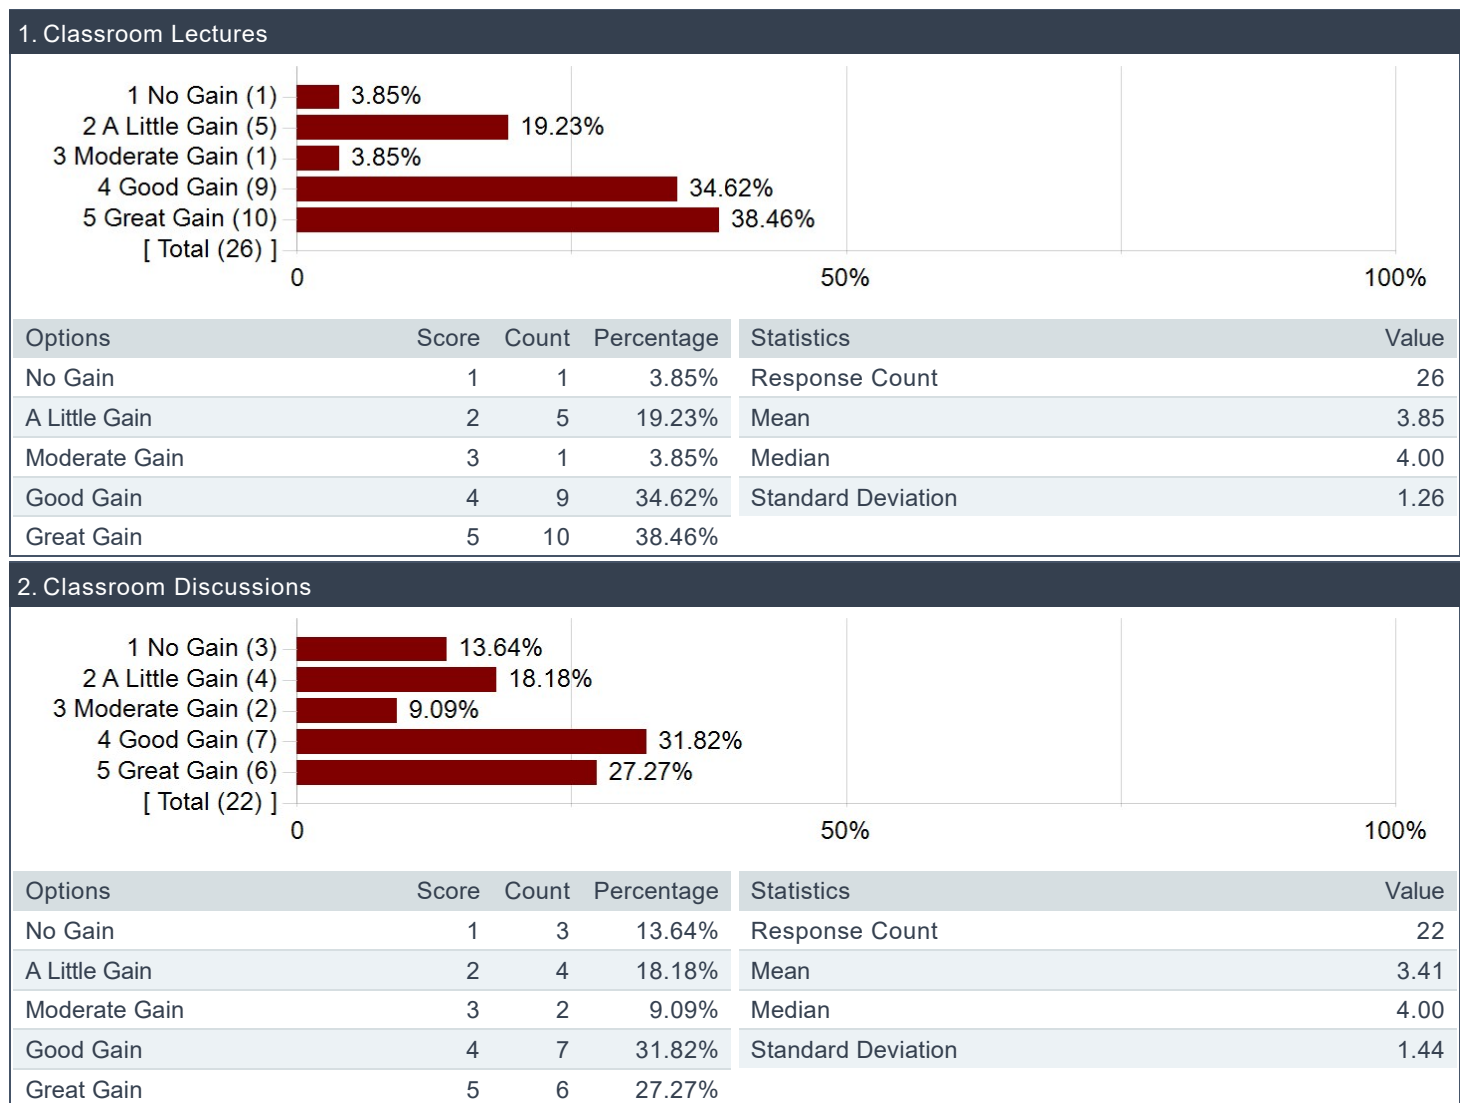 1. Classroom Lectures
1 No Gain (1) 3.85%
2 A Little Gain (5) 19.23%
3 Moderate Gain (1) 3.85%
4 Good Gain (9) 34.62%
5 Great Gain (10) 38.46%
[ Total (26) ]
0 50% 100%
Options Score Count Percentage Statistics Value
No Gain 1 1 3.85% Response Count 26
A Little Gain 2 5 19.23% Mean 3.85
Moderate Gain 3 1 3.85% Median 4.00
Good Gain 4 9 34.62% Standard Deviation 1.26
Great Gain 5 10 38.46%
2. Classroom Discussions
1 No Gain (3) 13.64%
2 A Little Gain (4) 18.18%
3 Moderate Gain (2) 9.09%
4 Good Gain (7) 31.82%
5 Great Gain (6) 27.27%
[ Total (22) ]
0 50% 100%
Options Score Count Percentage Statistics Value
No Gain 1 3 13.64% Response Count 22
A Little Gain 2 4 18.18% Mean 3.41
Moderate Gain 3 2 9.09% Median 4.00
Good Gain 4 7 31.82% Standard Deviation 1.44
Great Gain 5 6 27.27%